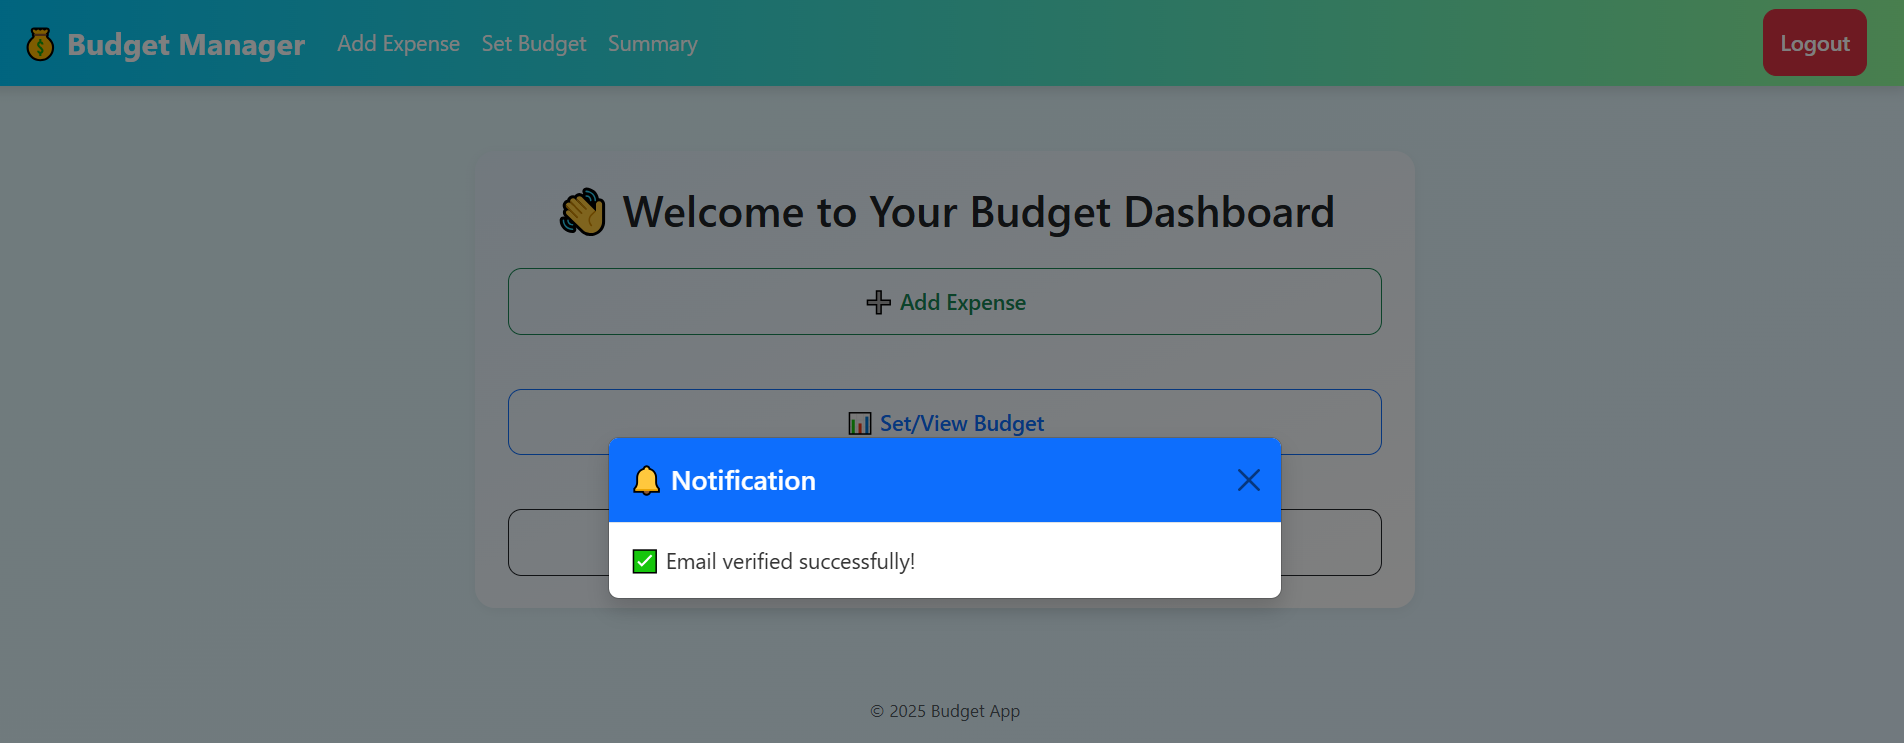 Budget Manager Add Expense Set Budget Summary Logout
👋 Welcome to Your Budget Dashboard
➕ Add Expense
📊 Set/View Budget
🔔 Notification
✅ Email verified successfully!
© 2025 Budget App